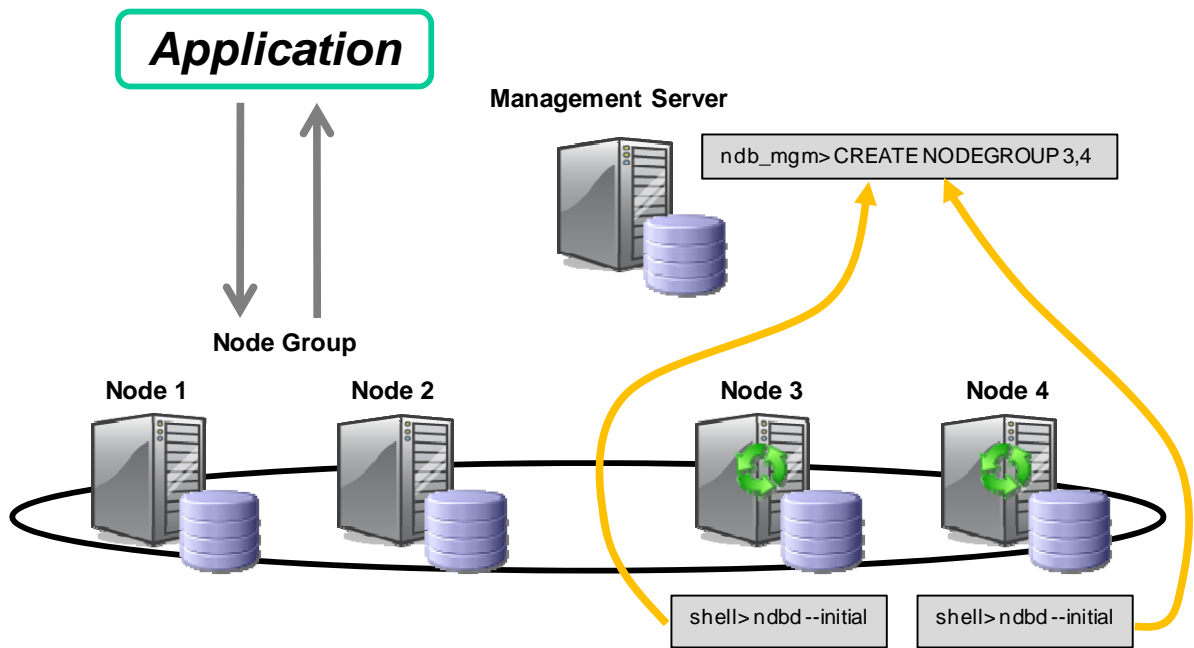 Application
Management Server
ndb_mgm> CREATE NODEGROUP 3,4
Node Group
Node 1
Node 2
Node 3
Node 4
shell> ndbd --initial
shell> ndbd --initial